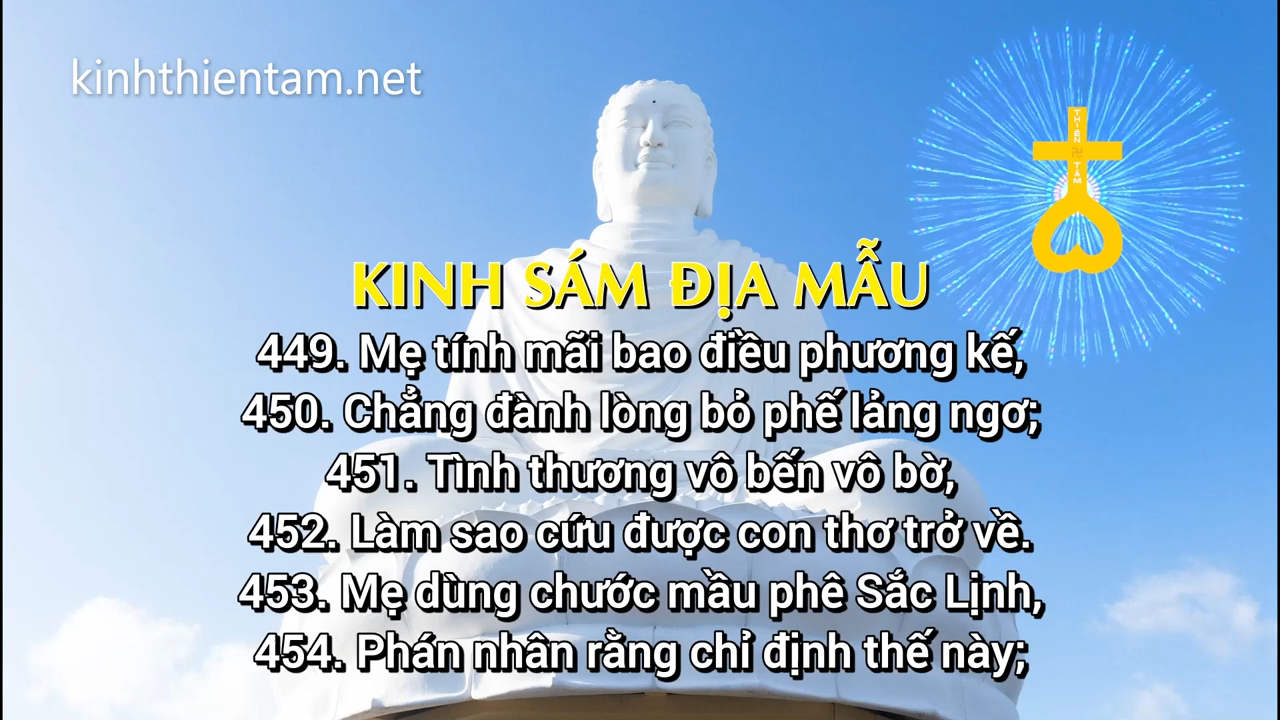 kinhthientam.net
THIÊN
TÂM
KINH SÁM ĐỊA MẪU
449. Mẹ tính mãi bao điều phương kế,
450. Chẳng đành lòng bỏ phế lảng ngơ;
451. Tình thương vô bến vô bờ,
452. Làm sao cứu được con thơ trở về.
453. Mẹ dùng chước mầu phê Sắc Lịnh,
454. Phán nhân rằng chỉ định thế này;